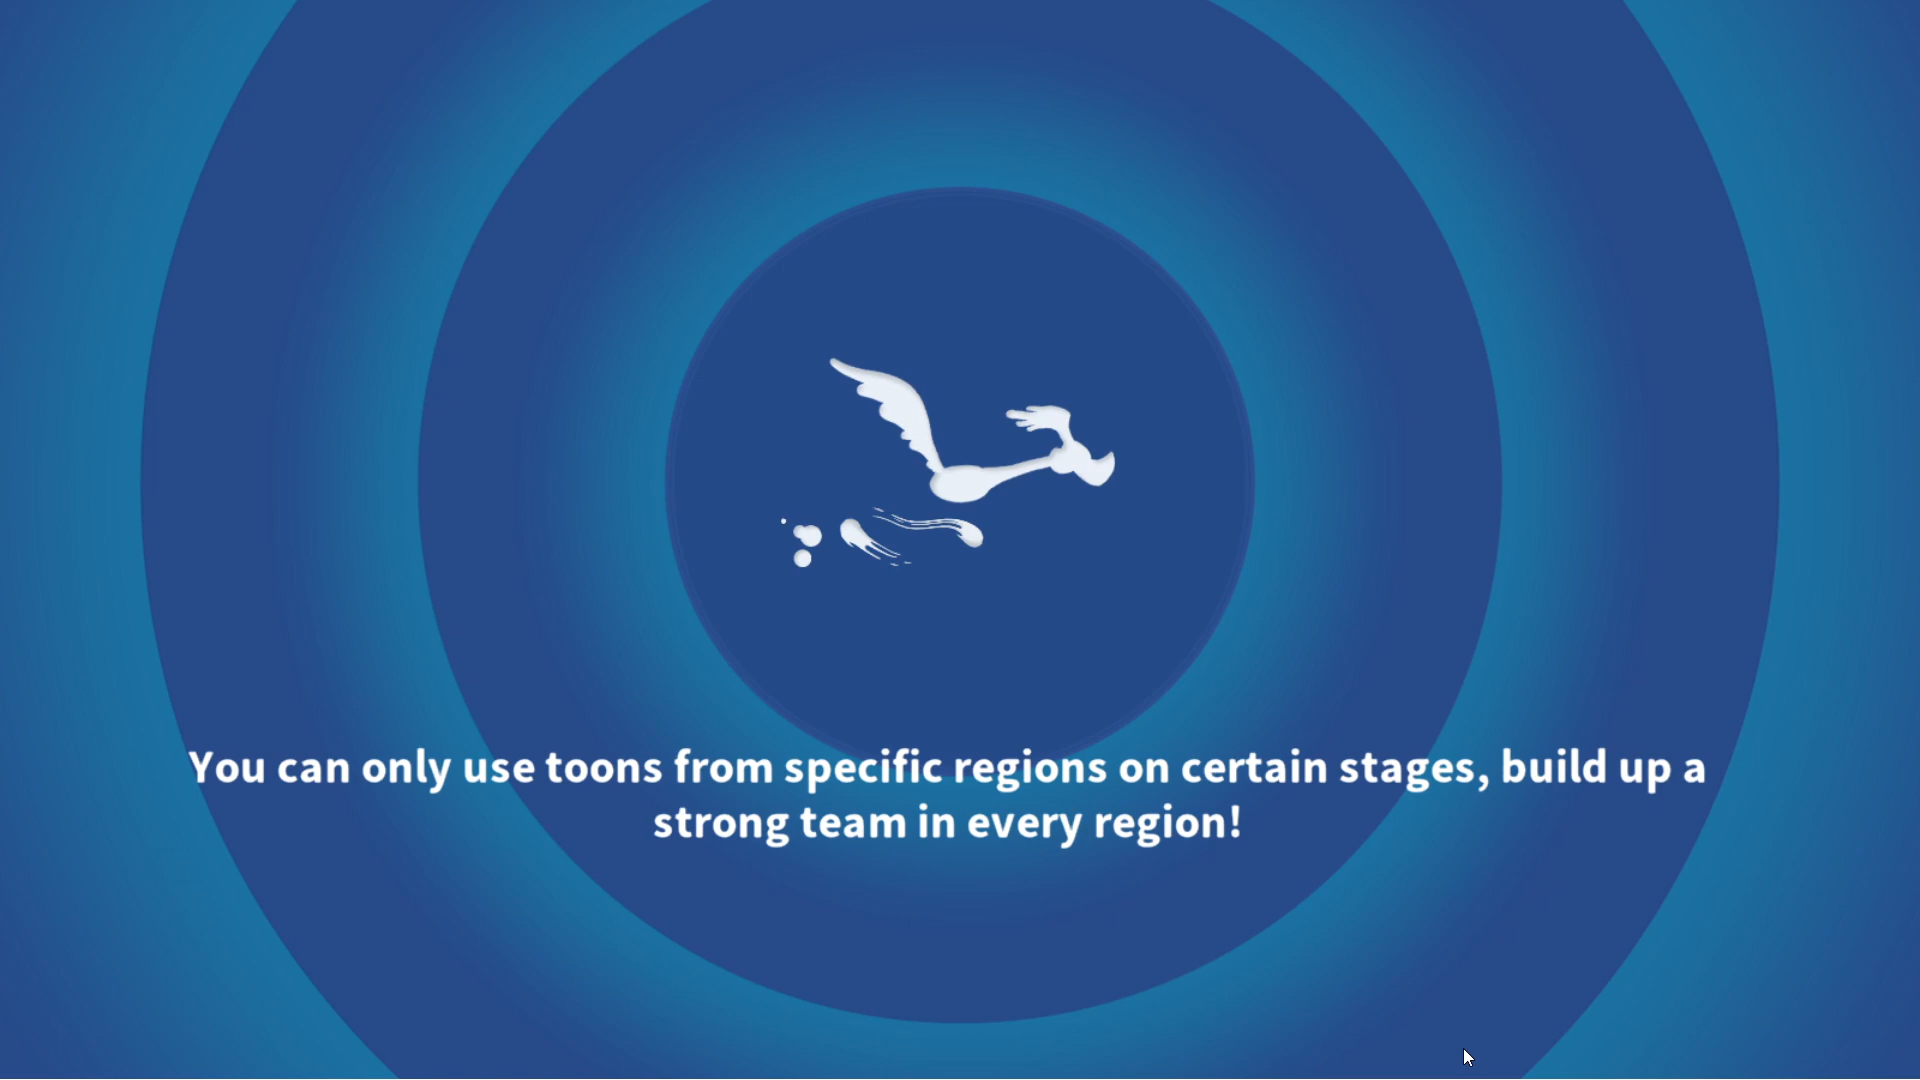 You can only use toons from specific regions on certain stages, build up a
strong team in every region!